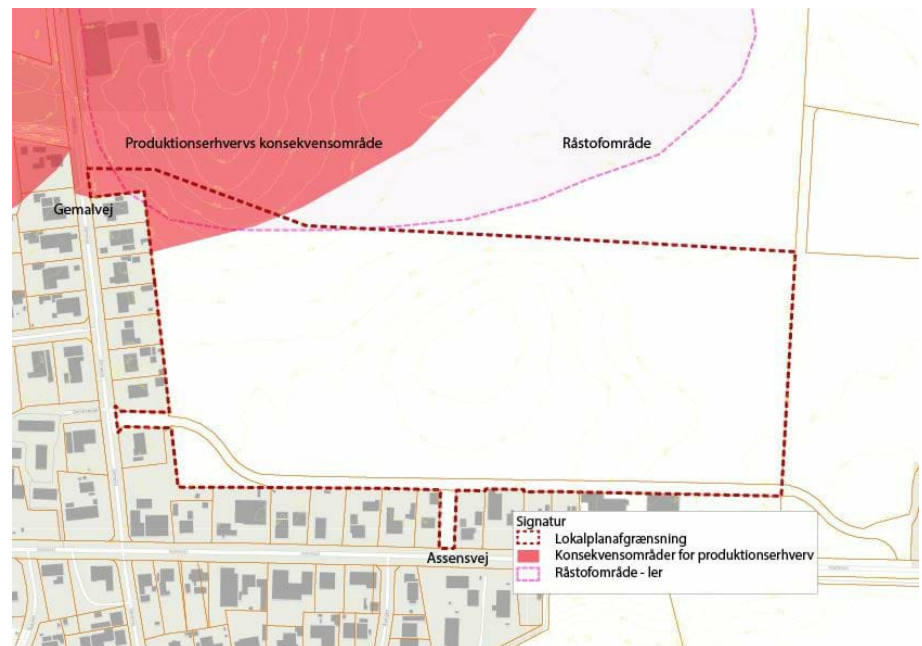 Produktionserhvervs konsekvensområde
Råstofområde
Gemalvej
Assensvej
Signatur
Lokalplanafgrænsning
Konsekvensområder for produktionserhverv
Råstofområde - ler